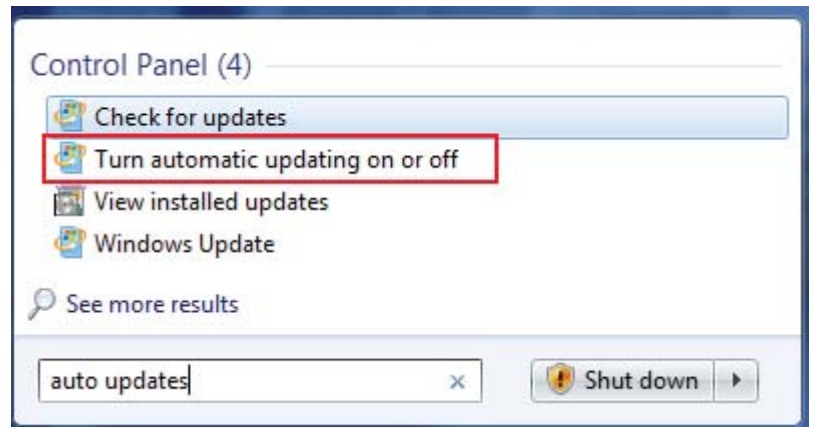 Control Panel (4)
Check for updates
Turn automatic updating on or off
View installed updates
Windows Update
See more results
auto updates
Shut down